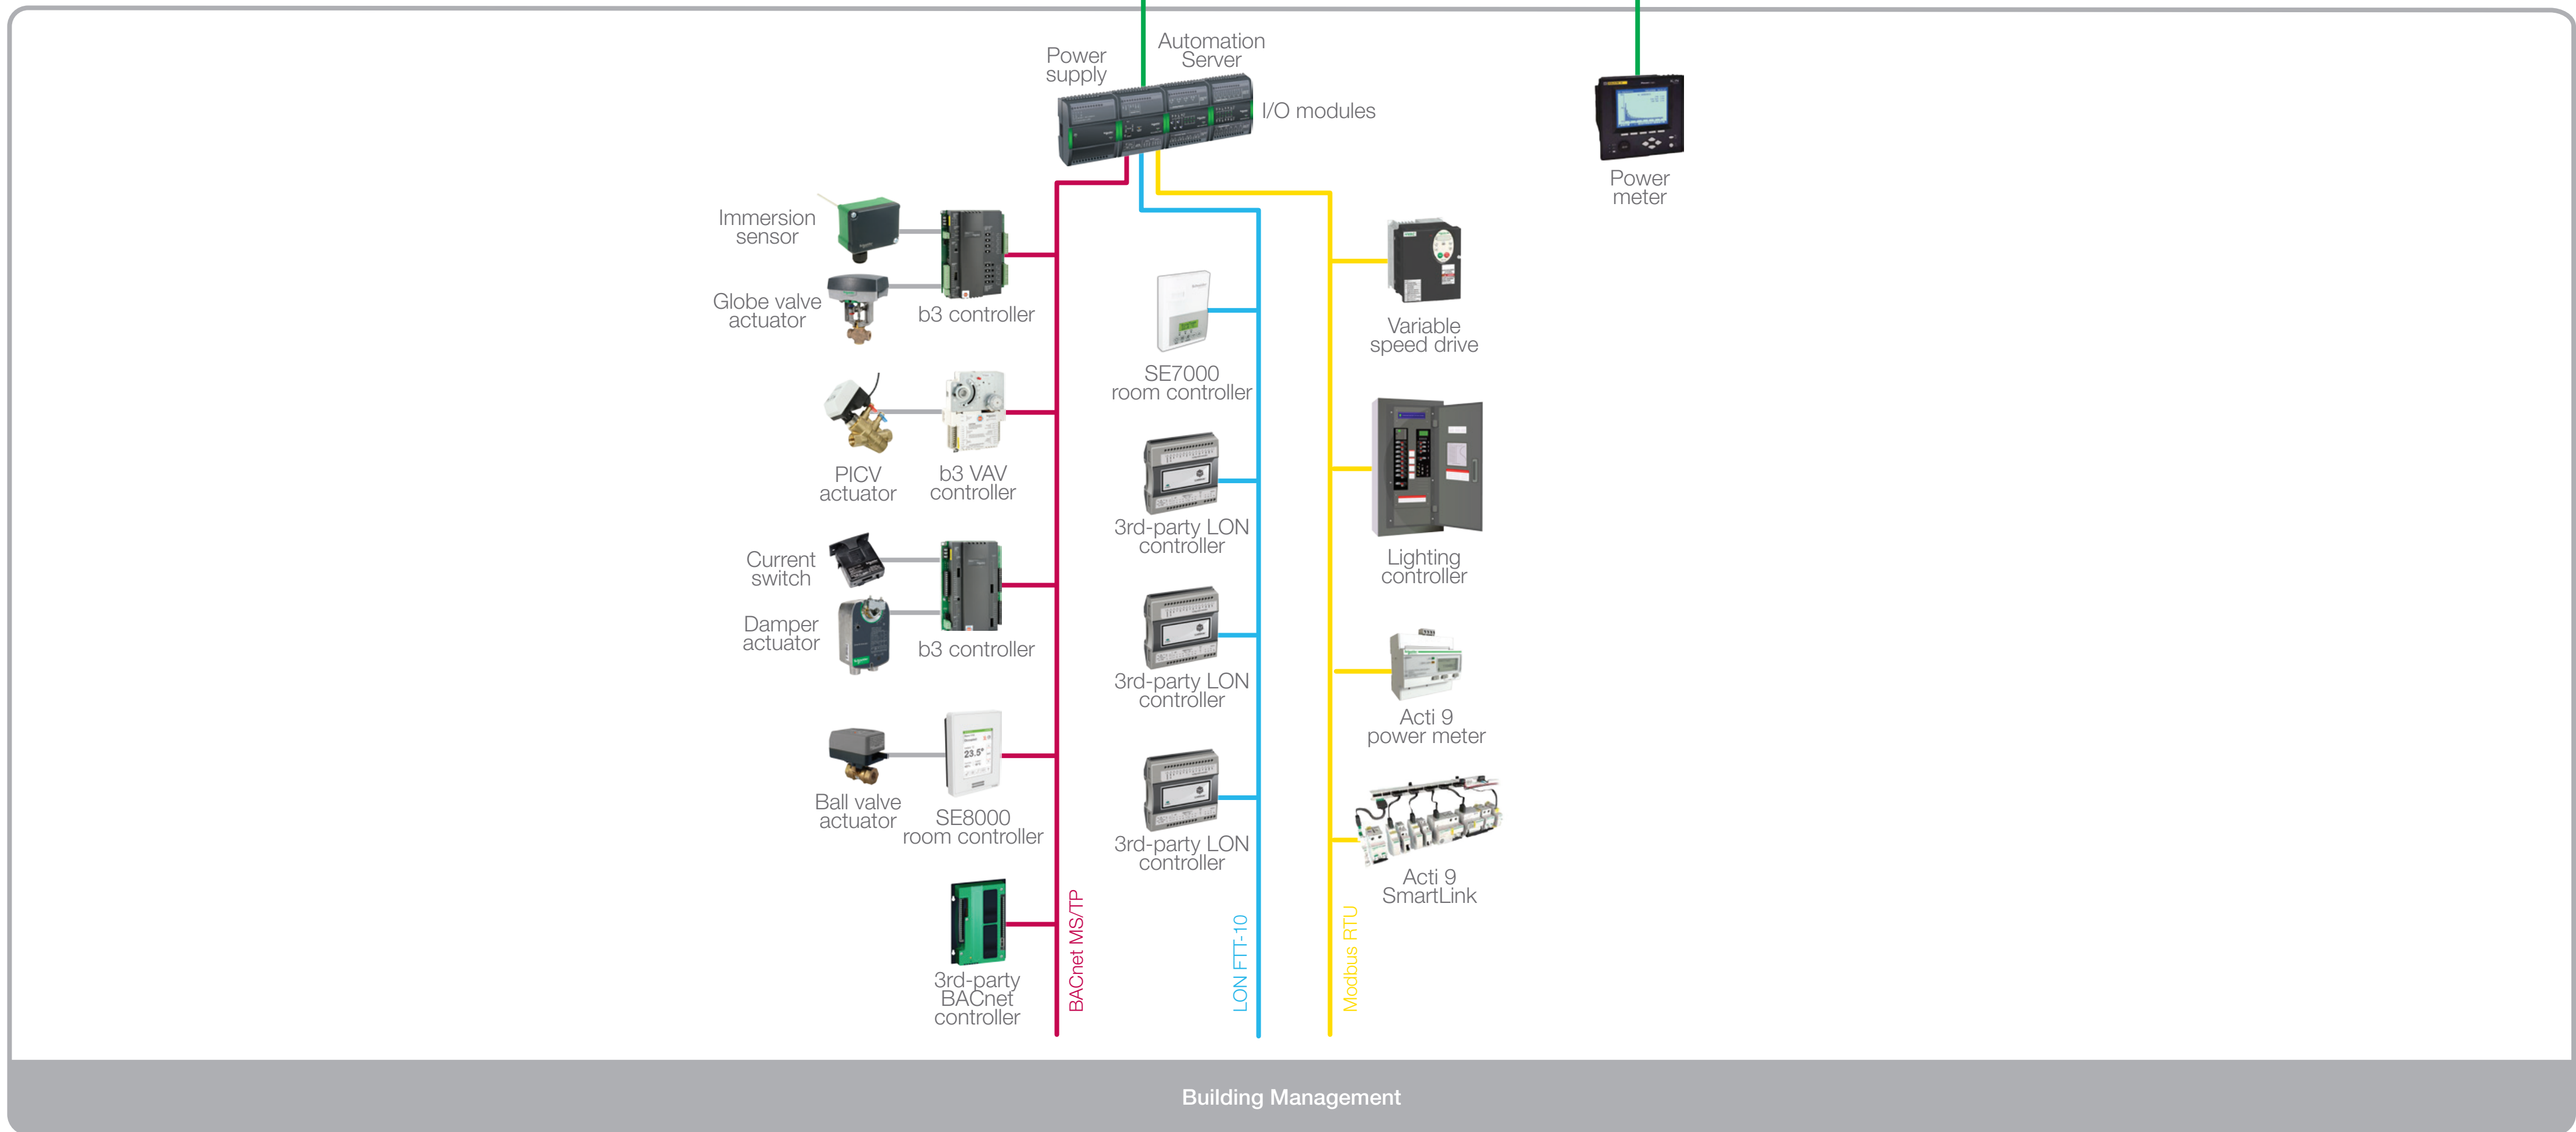 Power
supply
Automation
Server
I/O modules
Power
meter
Immersion
sensor
Globe valve
actuator
b3 controller
PICV
actuator
b3 VAV
controller
Current
switch
Damper
actuator
b3 controller
Ball valve
actuator
23.5°
SE8000
room controller
3rd-party
BACnet
controller
BACnet MS/TP
SE7000
room controller
3rd-party LON
controller
3rd-party LON
controller
3rd-party LON
controller
LON FTT-10
Variable
speed drive
Lighting
controller
Acti 9
power meter
Acti 9
SmartLink
Modbus RTU
Building Management